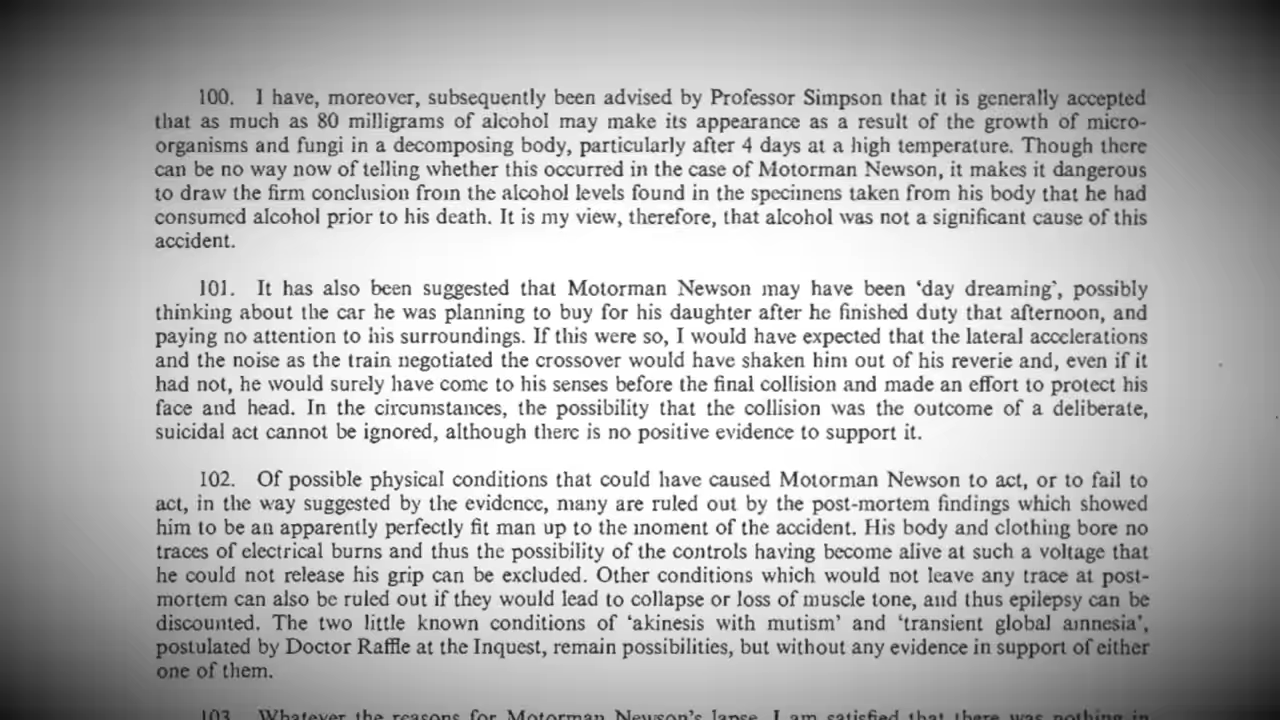 100. I have, moreover, subsequently been advised by Professor Simpson that it is generally accepted
that as much as 80 milligrams of alcohol may make its appearance as a result of the growth of micro-
organisms and fungi in a decomposing body, particularly after 4 days at a high temperature. Though there
can be no way now of telling whether this occurred in the case of Motorman Newson, it makes it dangerous
to draw the firm conclusion from the alcohol levels found in the specimens taken from his body that he had
consumed alcohol prior to his death. It is my view, therefore, that alcohol was not a significant cause of this
accident.
101. It has also been suggested that Motorman Newson may have been ‘day dreaming’, possibly
thinking about the car he was planning to buy for his daughter after he finished duty that afternoon, and
paying no attention to his surroundings. If this were so, I would have expected that the lateral accelerations
and the noise as the train negotiated the crossover would have shaken him out of his reverie and, even if it
had not, he would surely have come to his senses before the final collision and made an effort to protect his
face and head. In the circumstances, the possibility that the collision was the outcome of a deliberate,
suicidal act cannot be ignored, although there is no positive evidence to support it.
102. Of possible physical conditions that could have caused Motorman Newson to act, or to fail to
act, in the way suggested by the evidence, many are ruled out by the post-mortem findings which showed
him to be an apparently perfectly fit man up to the moment of the accident. His body and clothing bore no
traces of electrical burns and thus the possibility of the controls having become alive at such a voltage that
he could not release his grip can be excluded. Other conditions which would not leave any trace at post-
mortem can also be ruled out if they would lead to collapse or loss of muscle tone, and thus epilepsy can be
discounted. The two little known conditions of ‘akinesis with mutism’ and ‘transient global amnesia’,
postulated by Doctor Raffle at the Inquest, remain possibilities, but without any evidence in support of either
one of them.
103. Whatever the reasons for Motorman Newson's lapse, I am satisfied that there was nothing in